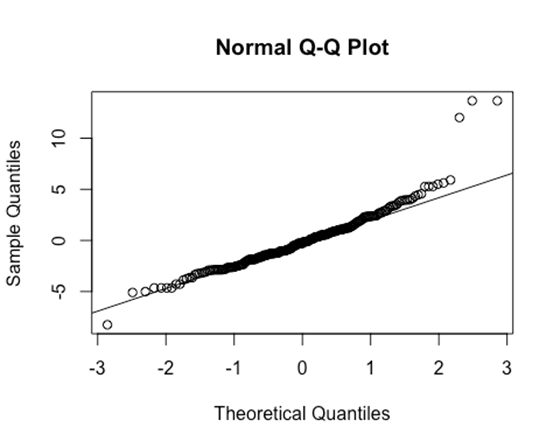 Normal Q-Q Plot
Sample Quantiles
10
5
0
-5
-3 -2 -1 0 1 2 3
Theoretical Quantiles